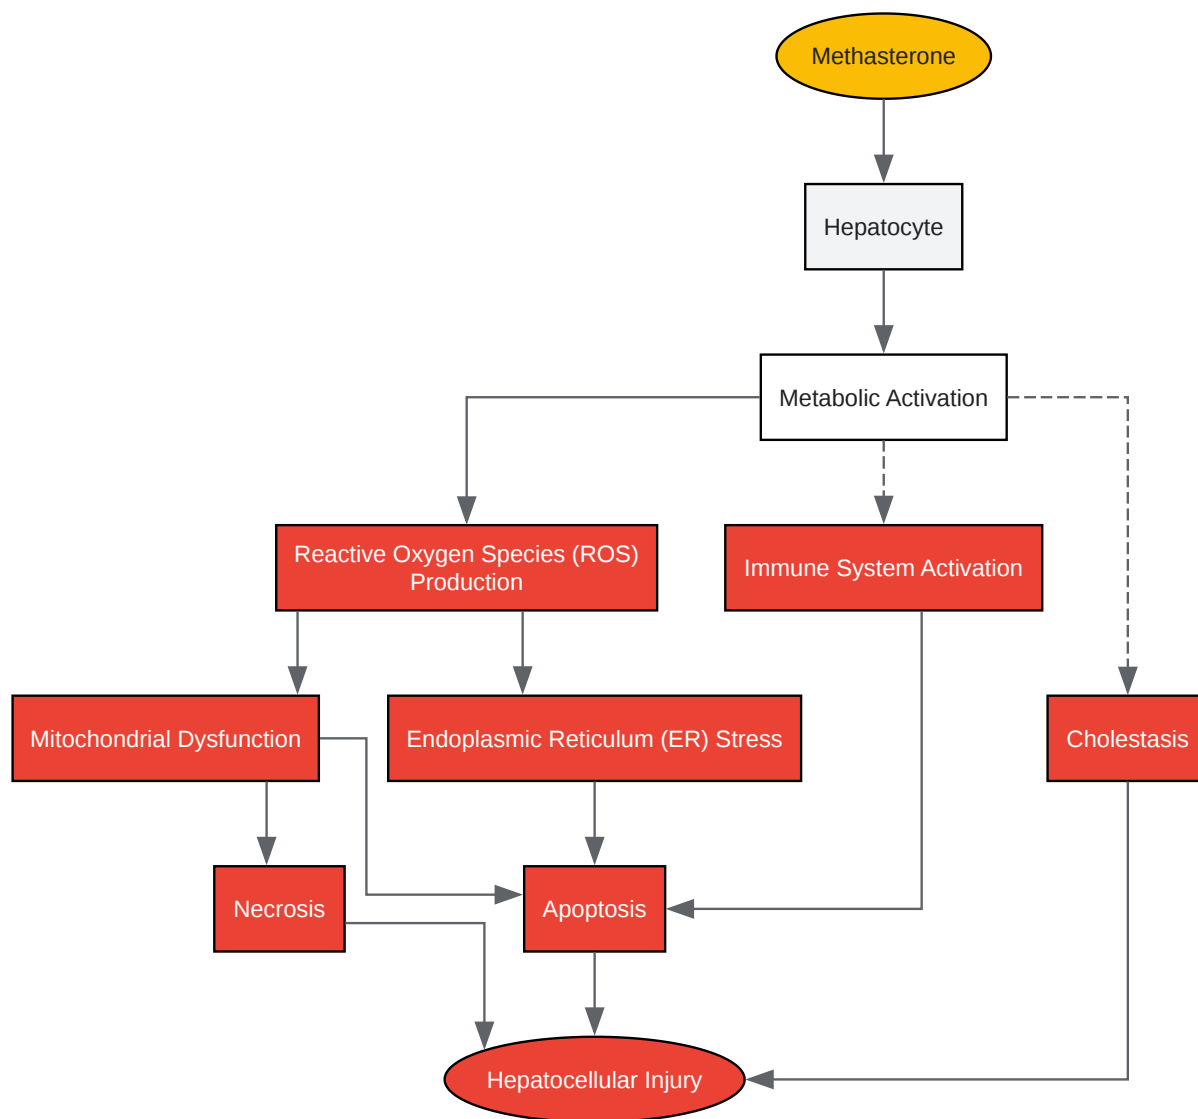 Methasterone
Hepatocyte
Metabolic Activation
Reactive Oxygen Species (ROS)
Production
Immune System Activation
Mitochondrial Dysfunction
Endoplasmic Reticulum (ER) Stress
Cholestasis
Necrosis
Apoptosis
Hepatocellular Injury